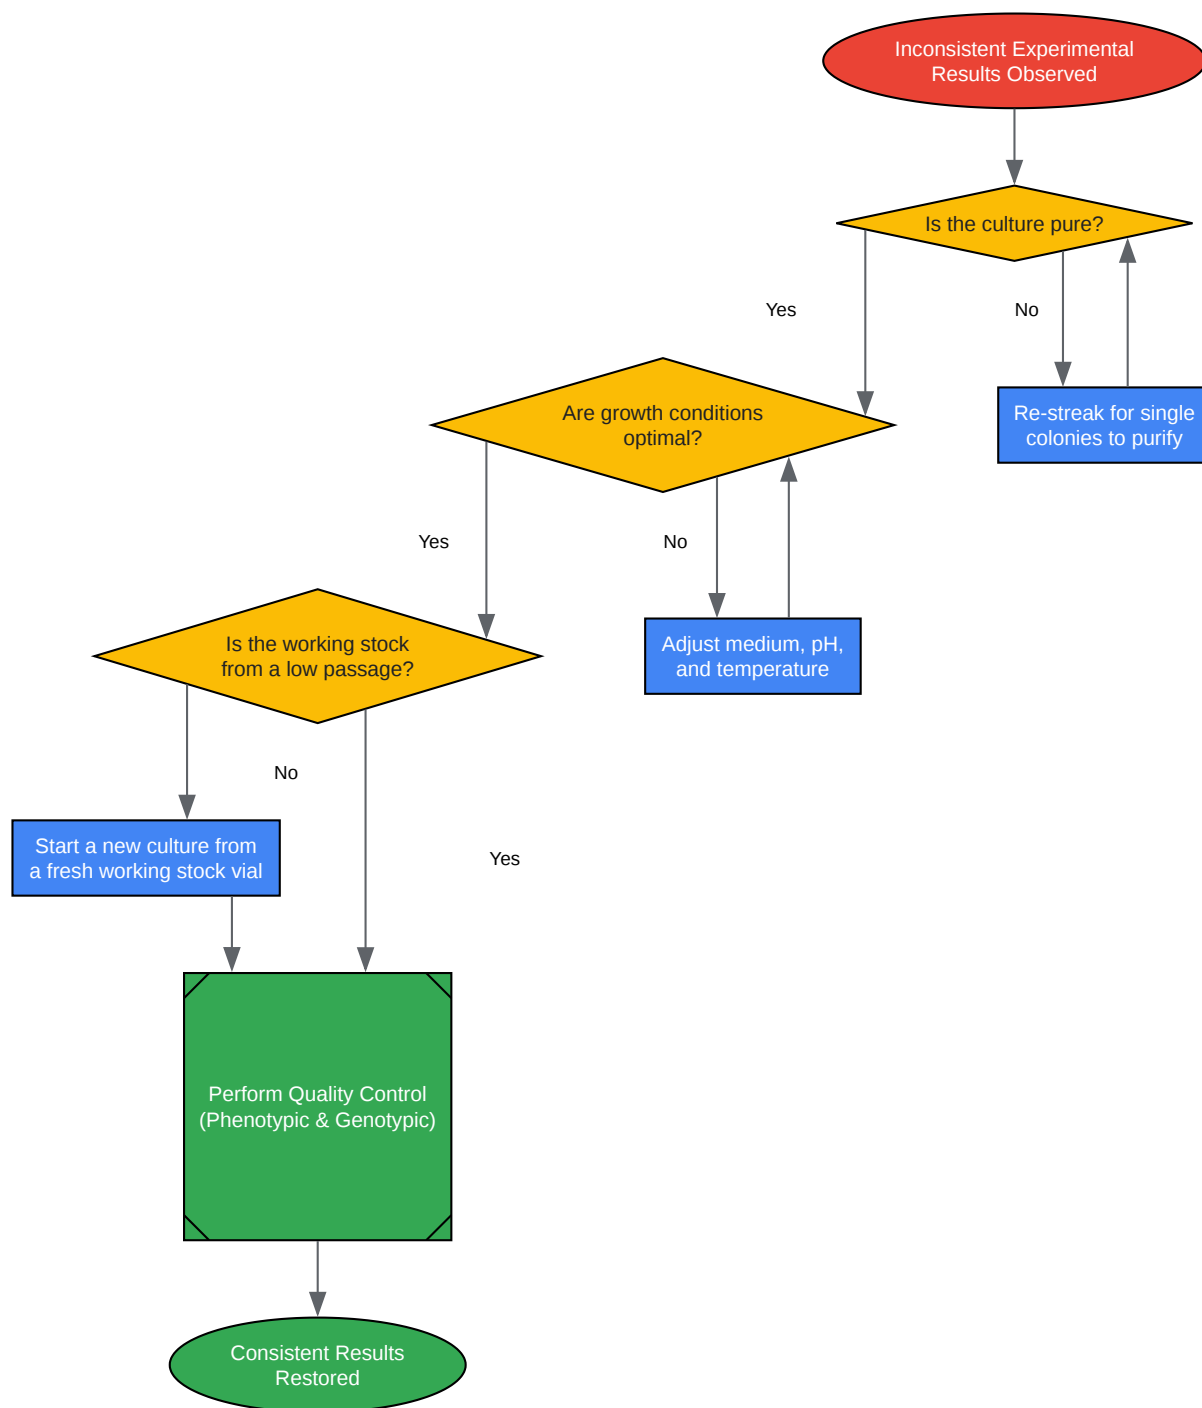 Inconsistent Experimental
Results Observed
Is the culture pure?
Yes
No
Are growth conditions
optimal?
Re-streak for single
colonies to purify
Yes
No
Is the working stock
from a low passage?
Adjust medium, pH,
and temperature
No
Start a new culture from
a fresh working stock vial
Yes
Perform Quality Control
(Phenotypic & Genotypic)
Consistent Results
Restored